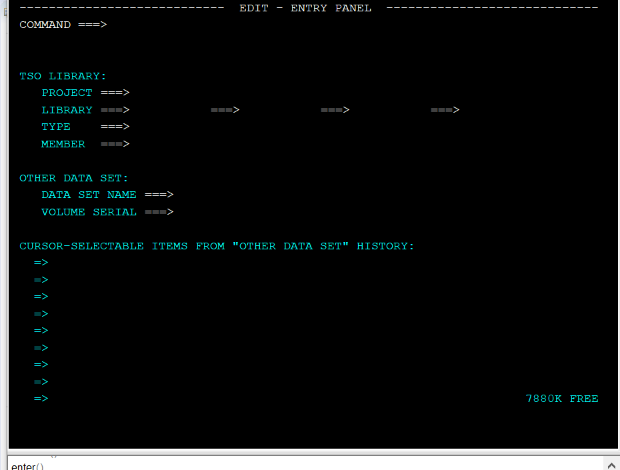 ---------------------------- EDIT - ENTRY PANEL -----------------------------
COMMAND ===>
TSO LIBRARY:
PROJECT ===>
LIBRARY ===> ===> ===> ===>
TYPE ===>
MEMBER ===>
OTHER DATA SET:
DATA SET NAME ===>
VOLUME SERIAL ===>
CURSOR-SELECTABLE ITEMS FROM "OTHER DATA SET" HISTORY:
=>
=>
=>
=>
=>
=>
=>
=>
=> 7880K FREE
enter()